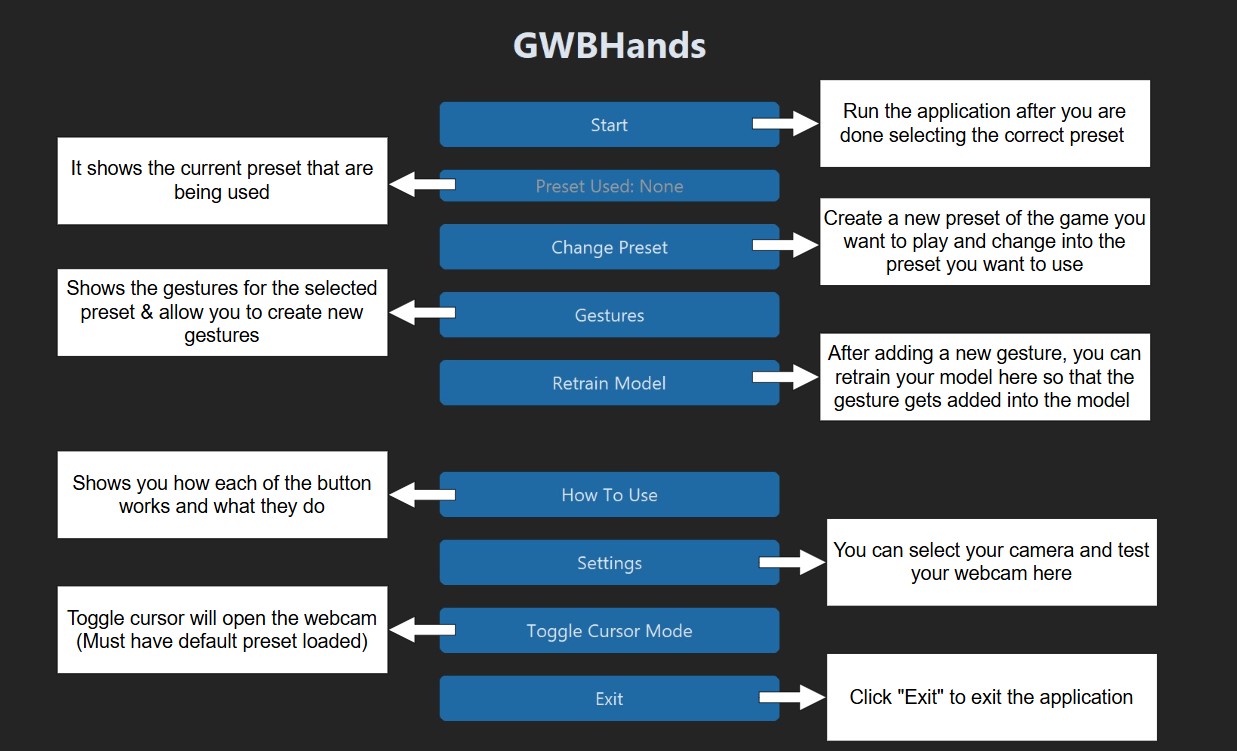 GWBHands
Start
Run the application after you are
done selecting the correct preset
It shows the current preset that are
being used
Preset Used: None
Change Preset
Create a new preset of the game you
want to play and change into the
preset you want to use
Shows the gestures for the selected
preset & allow you to create new
gestures
Gestures
Retrain Model
After adding a new gesture, you can
retrain your model here so that the
gesture gets added into the model
Shows you how each of the button
works and what they do
How To Use
Settings
You can select your camera and test
your webcam here
Toggle cursor will open the webcam
(Must have default preset loaded)
Toggle Cursor Mode
Exit
Click "Exit" to exit the application